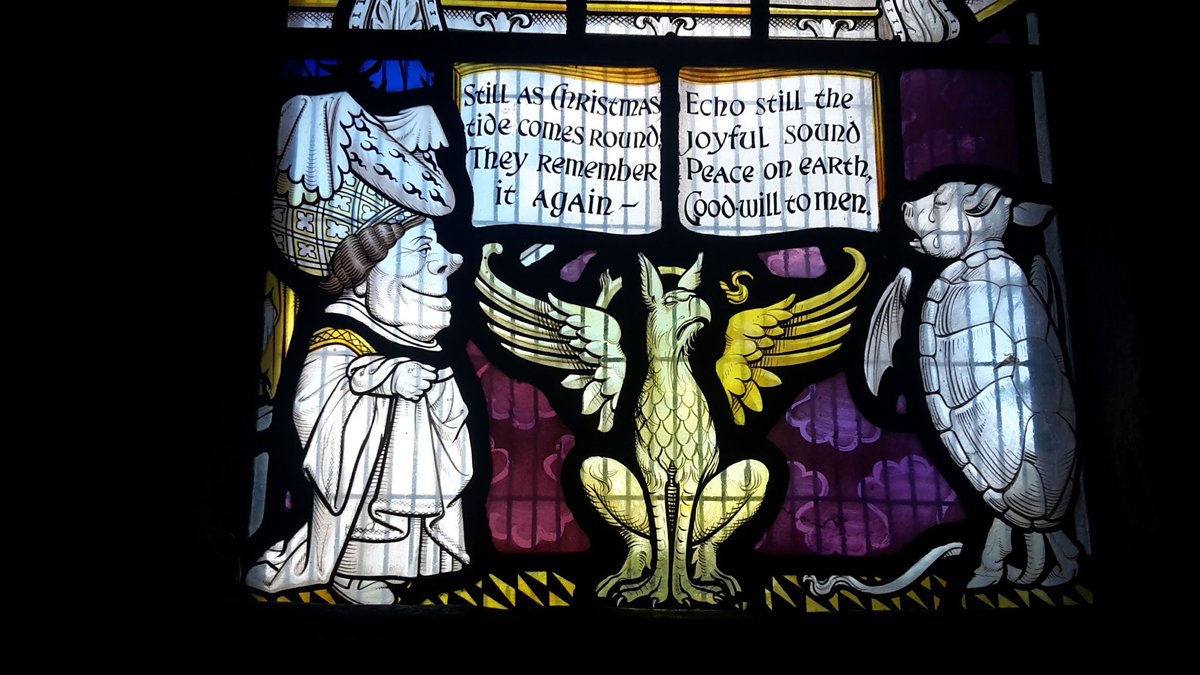 Still as Christmas
tide comes round,
They remember
it again —
Echo still the
joyful sound
Peace on earth,
Good-will to men.